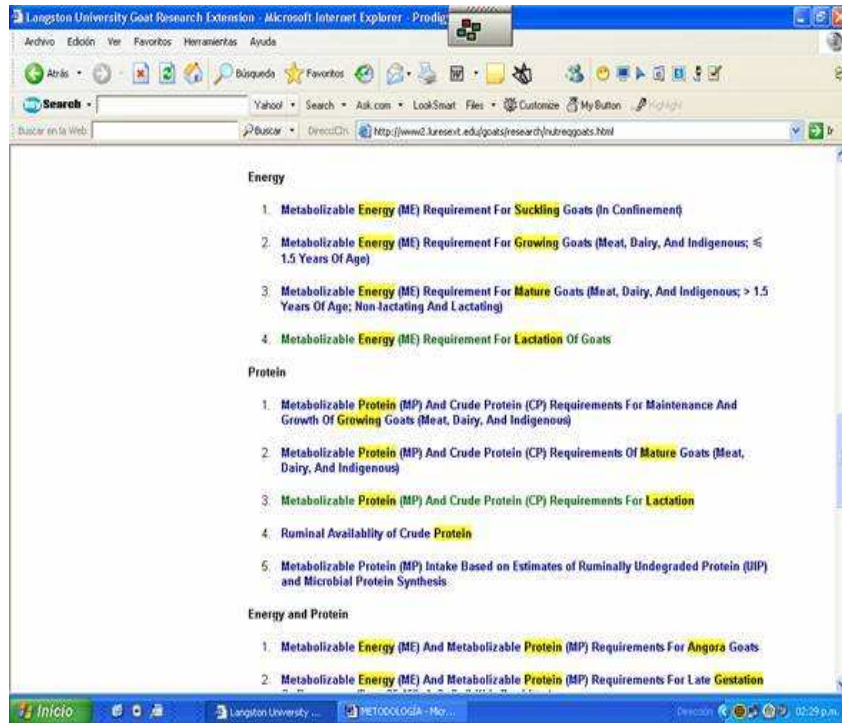 Langston University Goat Research Extension - Microsoft Internet Explorer - Prodig
Archivo Edición Ver Favoritos Herramientas Ayuda
Atrás Búsqueda Favoritos
my Search Yahoo! Search Ask.com LookSmart Files Customize My Button Highlight
Buscar en la Web Buscar http://www2.luresext.edu/goats/research/nutreqgoats.html Ir
Energy
1. Metabolizable Energy (ME) Requirement For Suckling Goats (In Confinement)
2. Metabolizable Energy (ME) Requirement For Growing Goats (Meat, Dairy, And Indigenous; ≤
1.5 Years Of Age)
3. Metabolizable Energy (ME) Requirement For Mature Goats (Meat, Dairy, And Indigenous; > 1.5
Years Of Age; Non-lactating And Lactating)
4. Metabolizable Energy (ME) Requirement For Lactation Of Goats
Protein
1. Metabolizable Protein (MP) And Crude Protein (CP) Requirements For Maintenance And
Growth Of Growing Goats (Meat, Dairy, And Indigenous)
2. Metabolizable Protein (MP) And Crude Protein (CP) Requirements Of Mature Goats (Meat,
Dairy, And Indigenous)
3. Metabolizable Protein (MP) And Crude Protein (CP) Requirements For Lactation
4. Ruminal Availablity of Crude Protein
5. Metabolizable Protein (MP) Intake Based on Estimates of Ruminally Undegraded Protein (UIP)
and Microbial Protein Synthesis
Energy and Protein
1. Metabolizable Energy (ME) And Metabolizable Protein (MP) Requirements For Angora Goats
2. Metabolizable Energy (ME) And Metabolizable Protein (MP) Requirements For Late Gestation
Inicio Langston University ... METODOLOGÍA - Micr... Dirección 02:29 p.m.